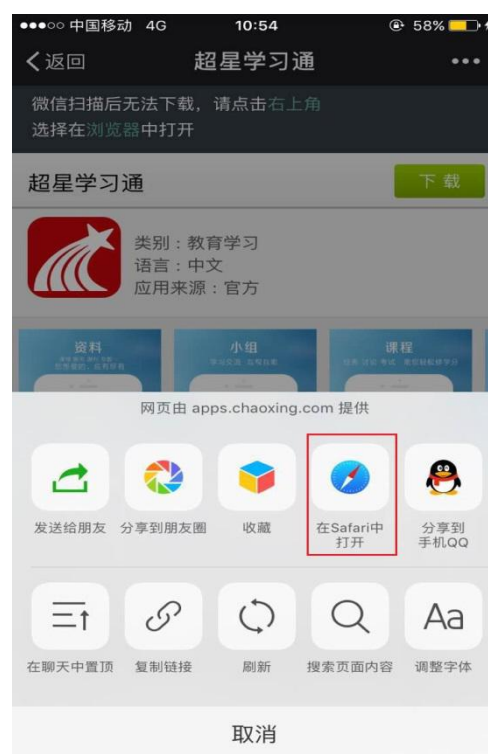 中国移动 4G 10:54 58%
返回 超星学习通
微信扫描后无法下载，请点击右上角
选择在浏览器中打开
超星学习通 下载
类别：教育学习
语言：中文
应用来源：官方
资料 小组 课程
网页由 apps.chaoxing.com 提供
发送给朋友 分享到朋友圈 收藏 在Safari中 分享到
打开 手机QQ
Aa
在聊天中置顶 复制链接 刷新 搜索页面内容 调整字体
取消